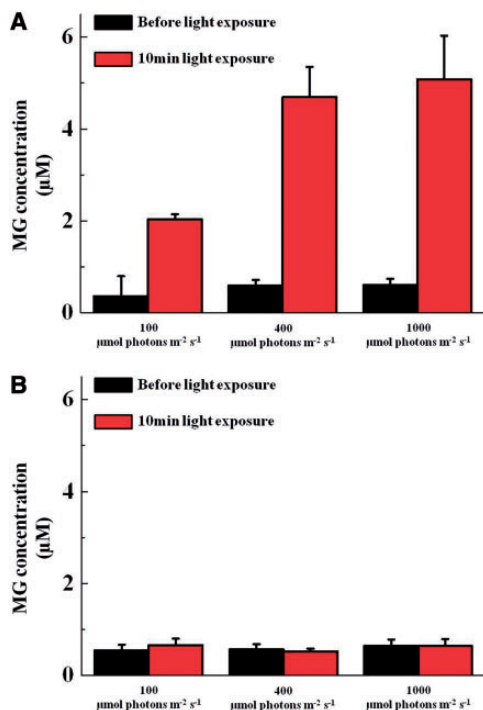 A
Before light exposure
10min light exposure
MG concentration
(μM)
6
4
2
0
100
μmol photons m⁻² s⁻¹
400
μmol photons m⁻² s⁻¹
1000
μmol photons m⁻² s⁻¹
B
Before light exposure
10min light exposure
MG concentration
(μM)
6
4
2
0
100
μmol photons m⁻² s⁻¹
400
μmol photons m⁻² s⁻¹
1000
μmol photons m⁻² s⁻¹